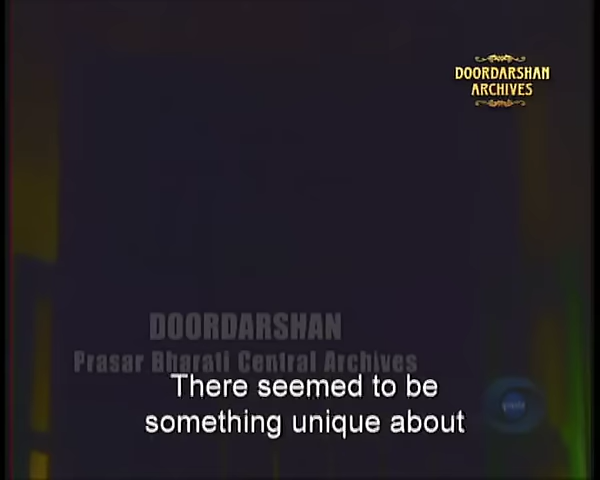 DOORDARSHAN
ARCHIVES
DOORDARSHAN
Prasar Bharati Central Archives
There seemed to be
something unique about